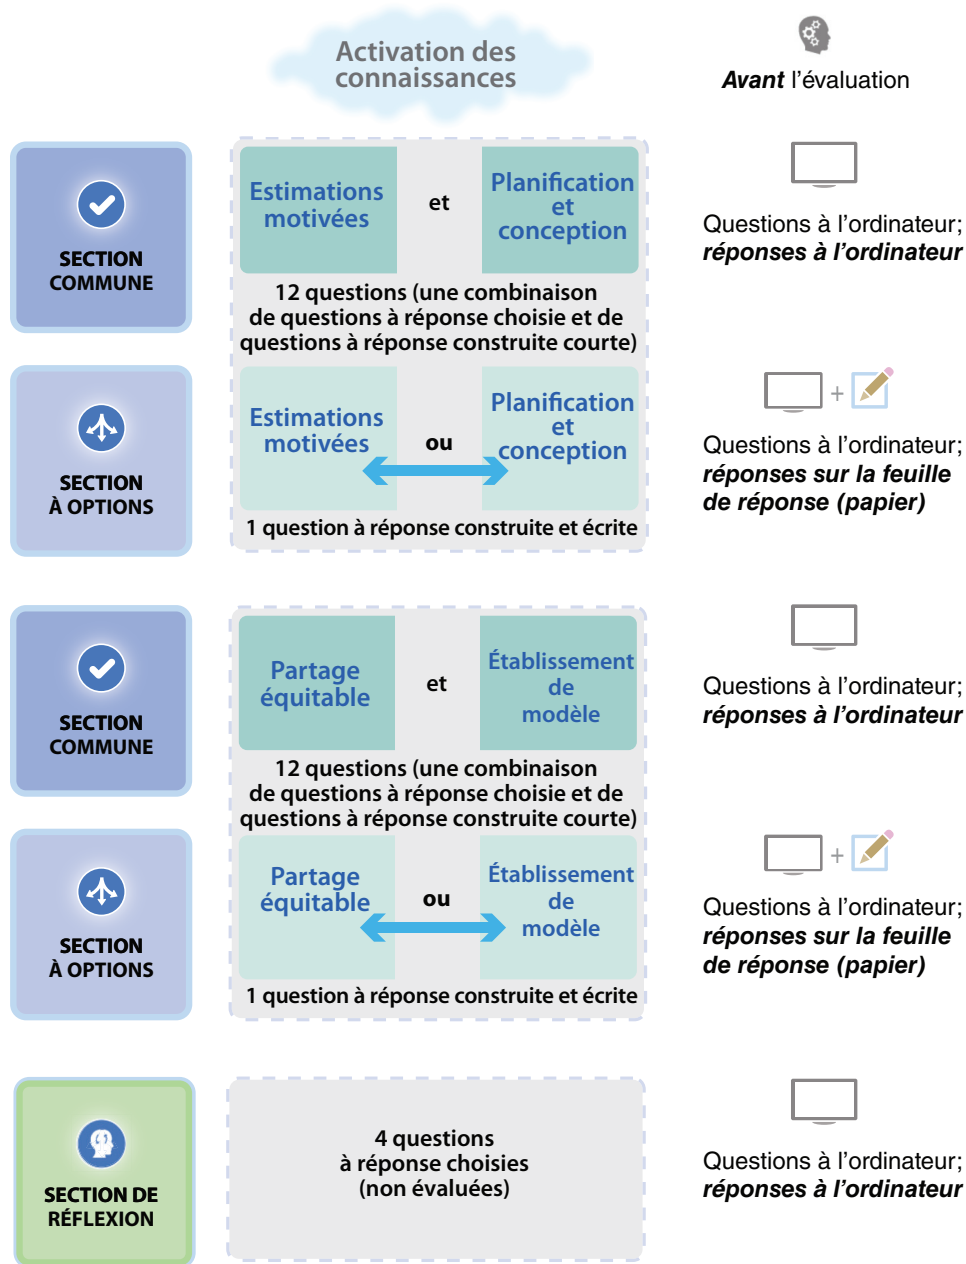 Activation des
connaissances
Avant l’évaluation
SECTION
COMMUNE
Estimations
motivées
et
Planification
et
conception
12 questions (une combinaison
de questions à réponse choisie et de
questions à réponse construite courte)
Questions à l’ordinateur;
réponses à l’ordinateur
SECTION
À OPTIONS
Estimations
motivées
ou
Planification
et
conception
1 question à réponse construite et écrite
Questions à l’ordinateur;
réponses sur la feuille
de réponse (papier)
SECTION
COMMUNE
Partage
équitable
et
Établissement
de
modèle
12 questions (une combinaison
de questions à réponse choisie et de
questions à réponse construite courte)
Questions à l’ordinateur;
réponses à l’ordinateur
SECTION
À OPTIONS
Partage
équitable
ou
Établissement
de
modèle
1 question à réponse construite et écrite
Questions à l’ordinateur;
réponses sur la feuille
de réponse (papier)
SECTION DE
RÉFLEXION
4 questions
à réponse choisies
(non évaluées)
Questions à l’ordinateur;
réponses à l’ordinateur